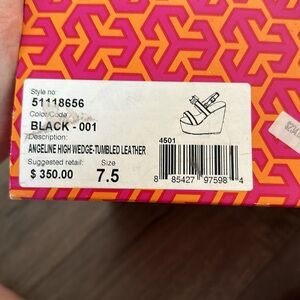 Style no
51118656
Color/Code
BLACK - 001
Description:
ANGELINE HIGH WEDGE-TUMBLED LEATHER
4501
Suggested retail: Size
$ 350.00 7.5
8 85427 97598 4